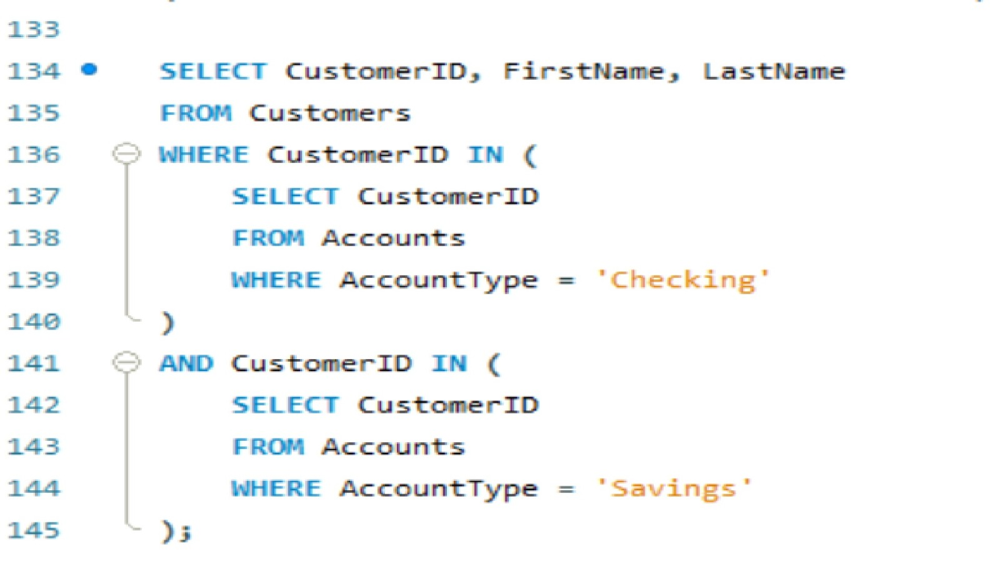 133
134 SELECT CustomerID, FirstName, LastName
135 FROM Customers
136 WHERE CustomerID IN (
137 SELECT CustomerID
138 FROM Accounts
139 WHERE AccountType = 'Checking'
140 )
141 AND CustomerID IN (
142 SELECT CustomerID
143 FROM Accounts
144 WHERE AccountType = 'Savings'
145 );